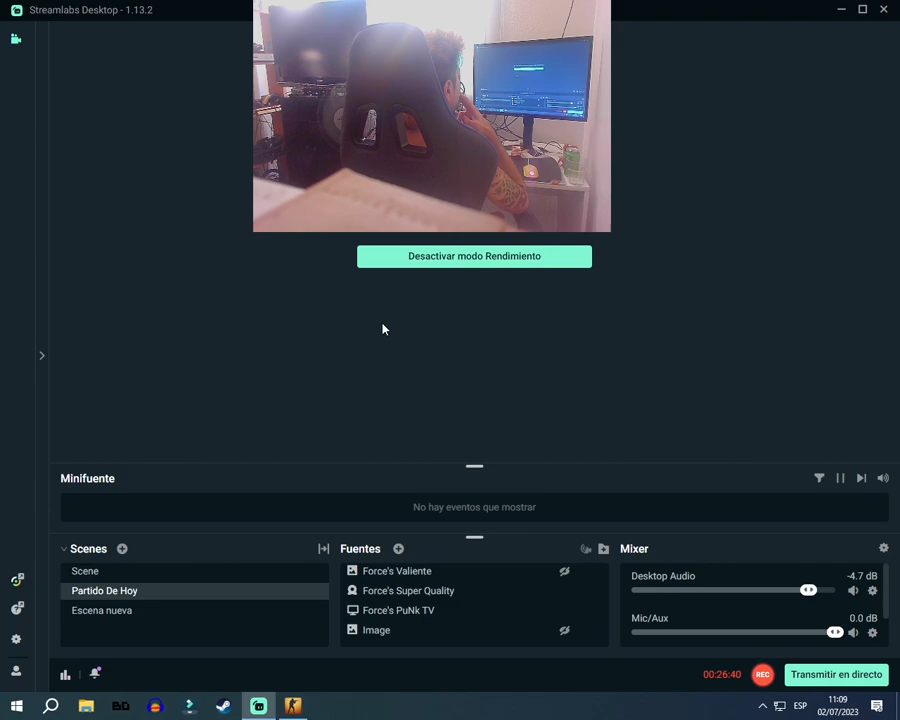 Streamlabs Desktop - 1.13.2
Desactivar modo Rendimiento
Minifuente
No hay eventos que mostrar
Scenes
Scene
Partido De Hoy
Escena nueva
Fuentes
Force's Valiente
Force's Super Quality
Force's PuNk TV
Image
Mixer
Desktop Audio
-4.7 dB
Mic/Aux
0.0 dB
00:26:40
REC
Transmitir en directo
ESP
11:09
02/07/2023